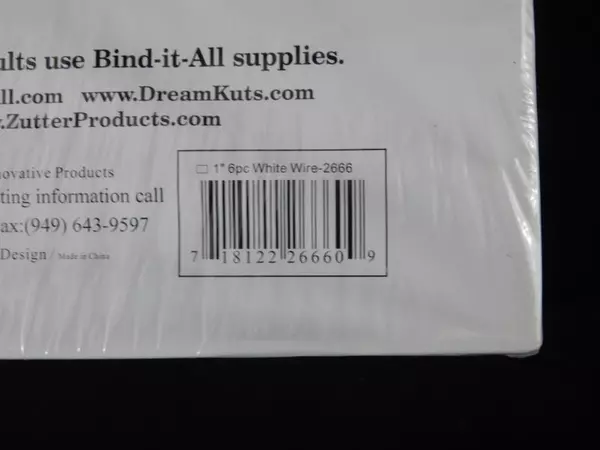 ults use Bind-it-All supplies.
ll.com www.DreamKuts.com
.ZutterProducts.com
novative Products
ting information call
ax:(949) 643-9597
Design / Made in China
1" 6pc White Wire-2666
7 18122 26660 9